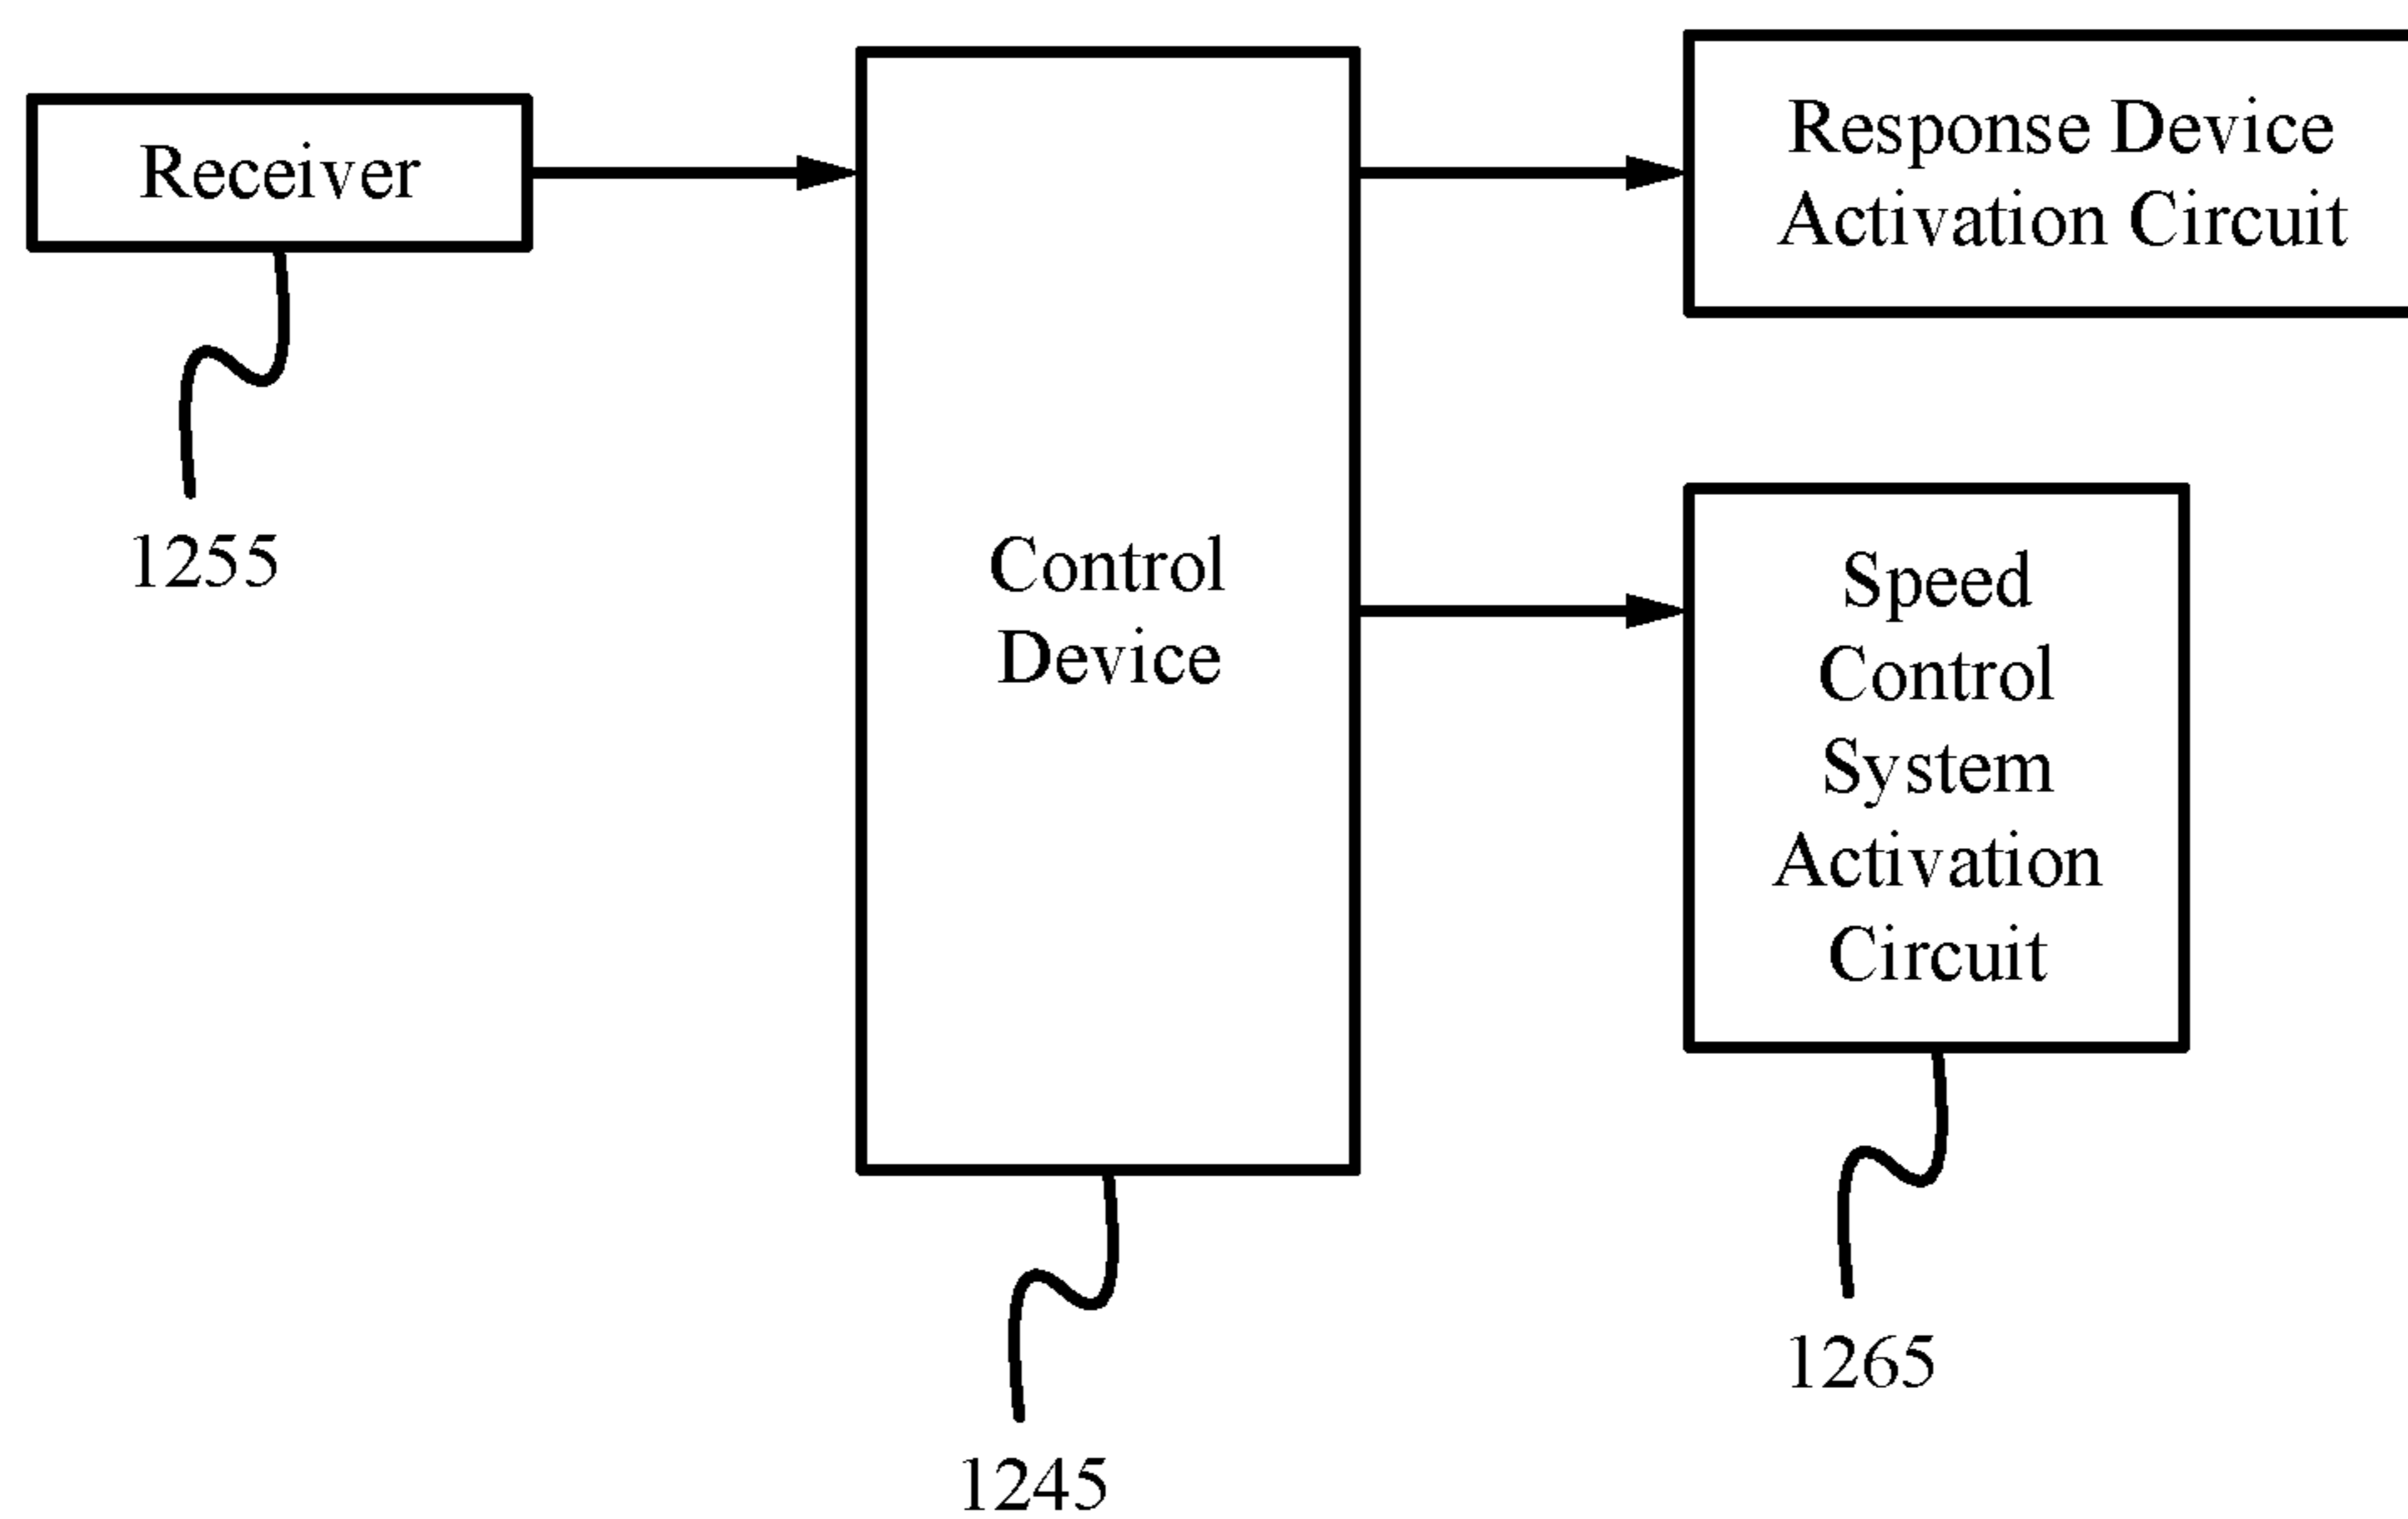 Receiver
1255
Control
Device
1245
Response Device
Activation Circuit
Speed
Control
System
Activation
Circuit
1265